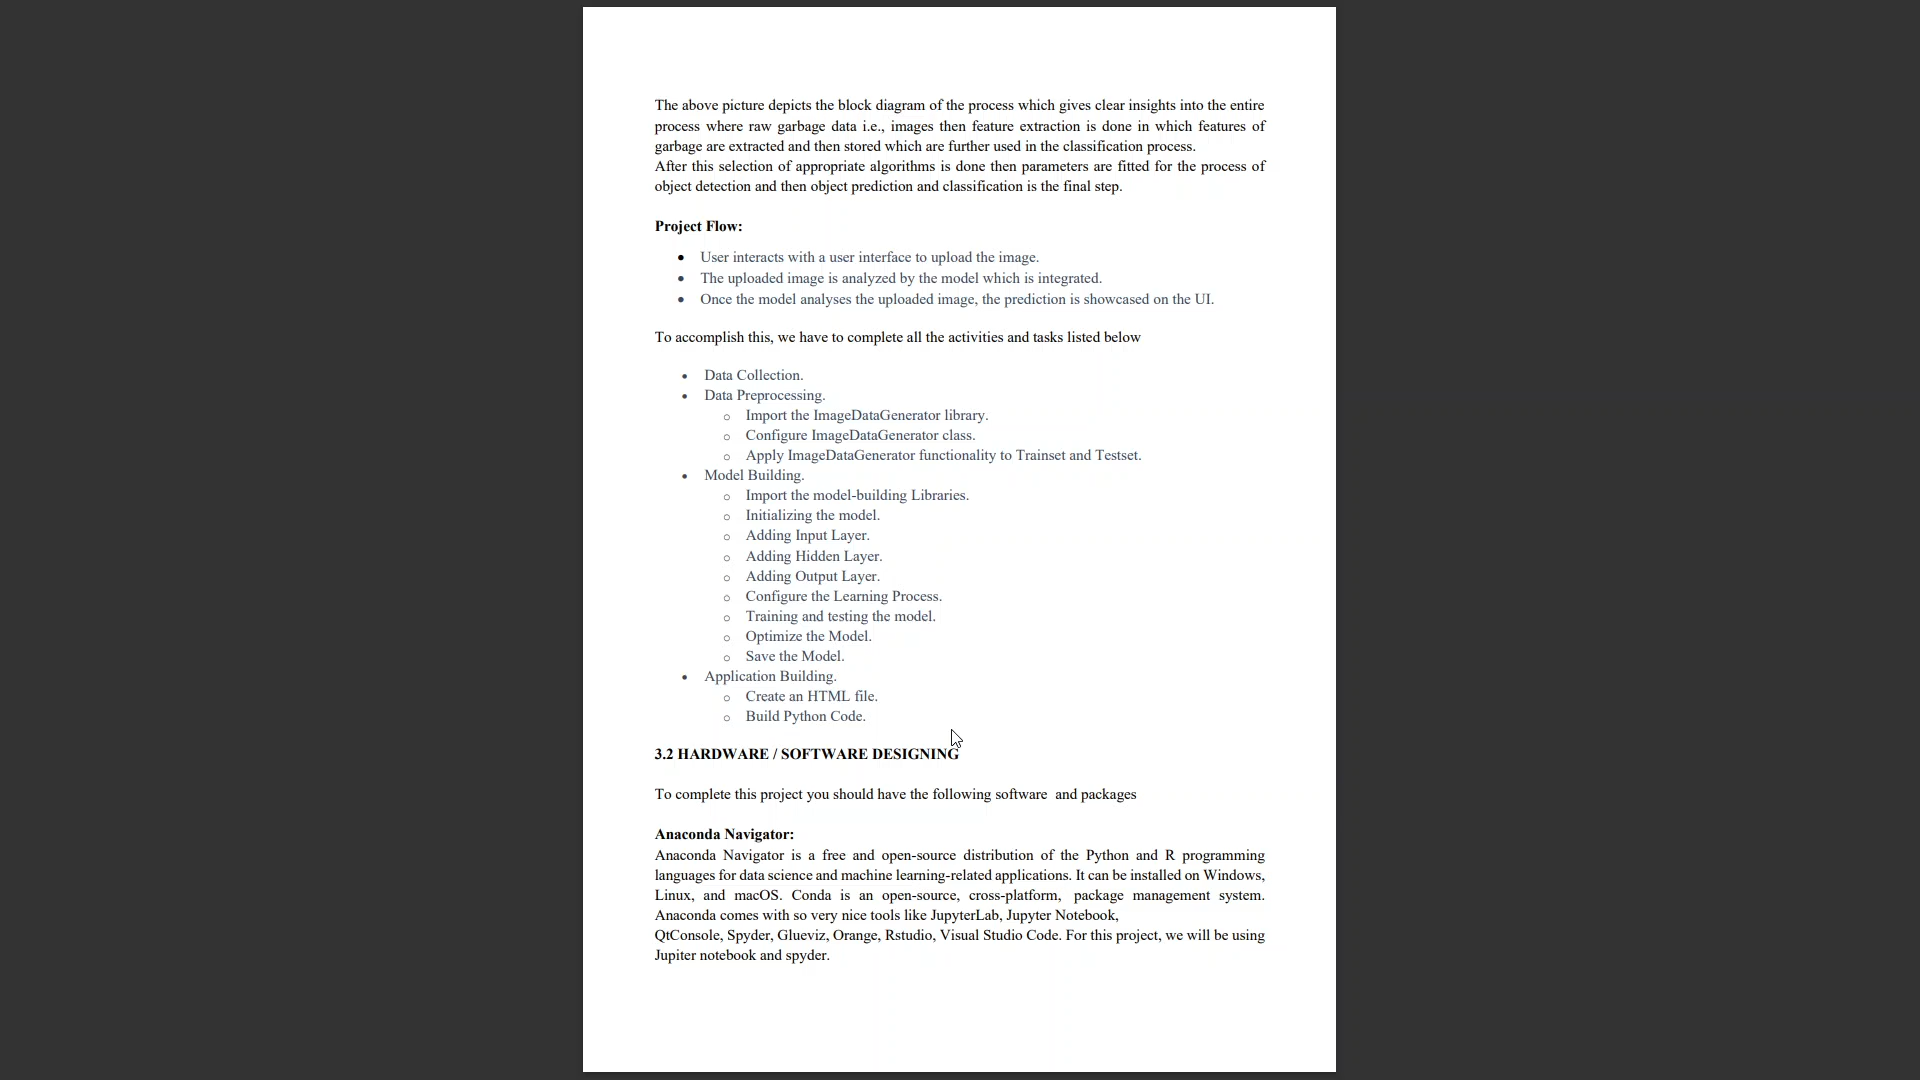 The above picture depicts the block diagram of the process which gives clear insights into the entire
process where raw garbage data i.e., images then feature extraction is done in which features of
garbage are extracted and then stored which are further used in the classification process.
After this selection of appropriate algorithms is done then parameters are fitted for the process of
object detection and then object prediction and classification is the final step.
Project Flow:
• User interacts with a user interface to upload the image.
• The uploaded image is analyzed by the model which is integrated.
• Once the model analyses the uploaded image, the prediction is showcased on the UI.
To accomplish this, we have to complete all the activities and tasks listed below
• Data Collection.
• Data Preprocessing.
o Import the ImageDataGenerator library.
o Configure ImageDataGenerator class.
o Apply ImageDataGenerator functionality to Trainset and Testset.
• Model Building.
o Import the model-building Libraries.
o Initializing the model.
o Adding Input Layer.
o Adding Hidden Layer.
o Adding Output Layer.
o Configure the Learning Process.
o Training and testing the model.
o Optimize the Model.
o Save the Model.
• Application Building.
o Create an HTML file.
o Build Python Code.
3.2 HARDWARE / SOFTWARE DESIGNING
To complete this project you should have the following software  and packages
Anaconda Navigator:
Anaconda Navigator is a free and open-source distribution of the Python and R programming
languages for data science and machine learning-related applications. It can be installed on Windows,
Linux, and macOS. Conda is an open-source, cross-platform,  package management system.
Anaconda comes with so very nice tools like JupyterLab, Jupyter Notebook,
QtConsole, Spyder, Glueviz, Orange, Rstudio, Visual Studio Code. For this project, we will be using
Jupiter notebook and spyder.